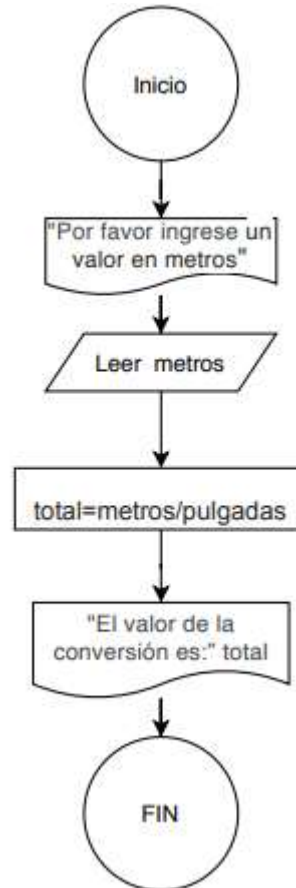 Inicio
"Por favor ingrese un
valor en metros"
Leer metros
total=metros/pulgadas
"El valor de la
conversión es:" total
FIN